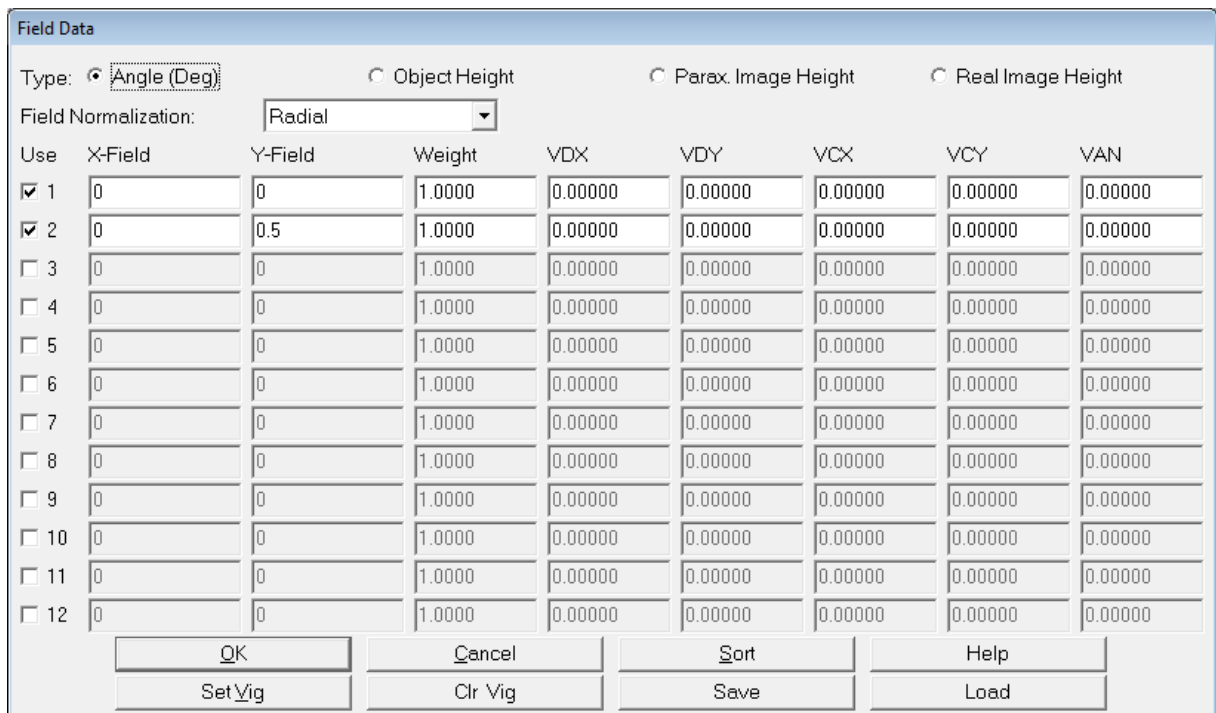 Field Data
Type: Angle (Deg) Object Height Parax. Image Height Real Image Height
Field Normalization: Radial
Use X-Field Y-Field Weight VDX VDY VCX VCY VAN
1 0 0 1.0000 0.00000 0.00000 0.00000 0.00000 0.00000
2 0 0.5 1.0000 0.00000 0.00000 0.00000 0.00000 0.00000
3 0 0 1.0000 0.00000 0.00000 0.00000 0.00000 0.00000
4 0 0 1.0000 0.00000 0.00000 0.00000 0.00000 0.00000
5 0 0 1.0000 0.00000 0.00000 0.00000 0.00000 0.00000
6 0 0 1.0000 0.00000 0.00000 0.00000 0.00000 0.00000
7 0 0 1.0000 0.00000 0.00000 0.00000 0.00000 0.00000
8 0 0 1.0000 0.00000 0.00000 0.00000 0.00000 0.00000
9 0 0 1.0000 0.00000 0.00000 0.00000 0.00000 0.00000
10 0 0 1.0000 0.00000 0.00000 0.00000 0.00000 0.00000
11 0 0 1.0000 0.00000 0.00000 0.00000 0.00000 0.00000
12 0 0 1.0000 0.00000 0.00000 0.00000 0.00000 0.00000
OK Cancel Sort Help
Set Vig Clr Vig Save Load